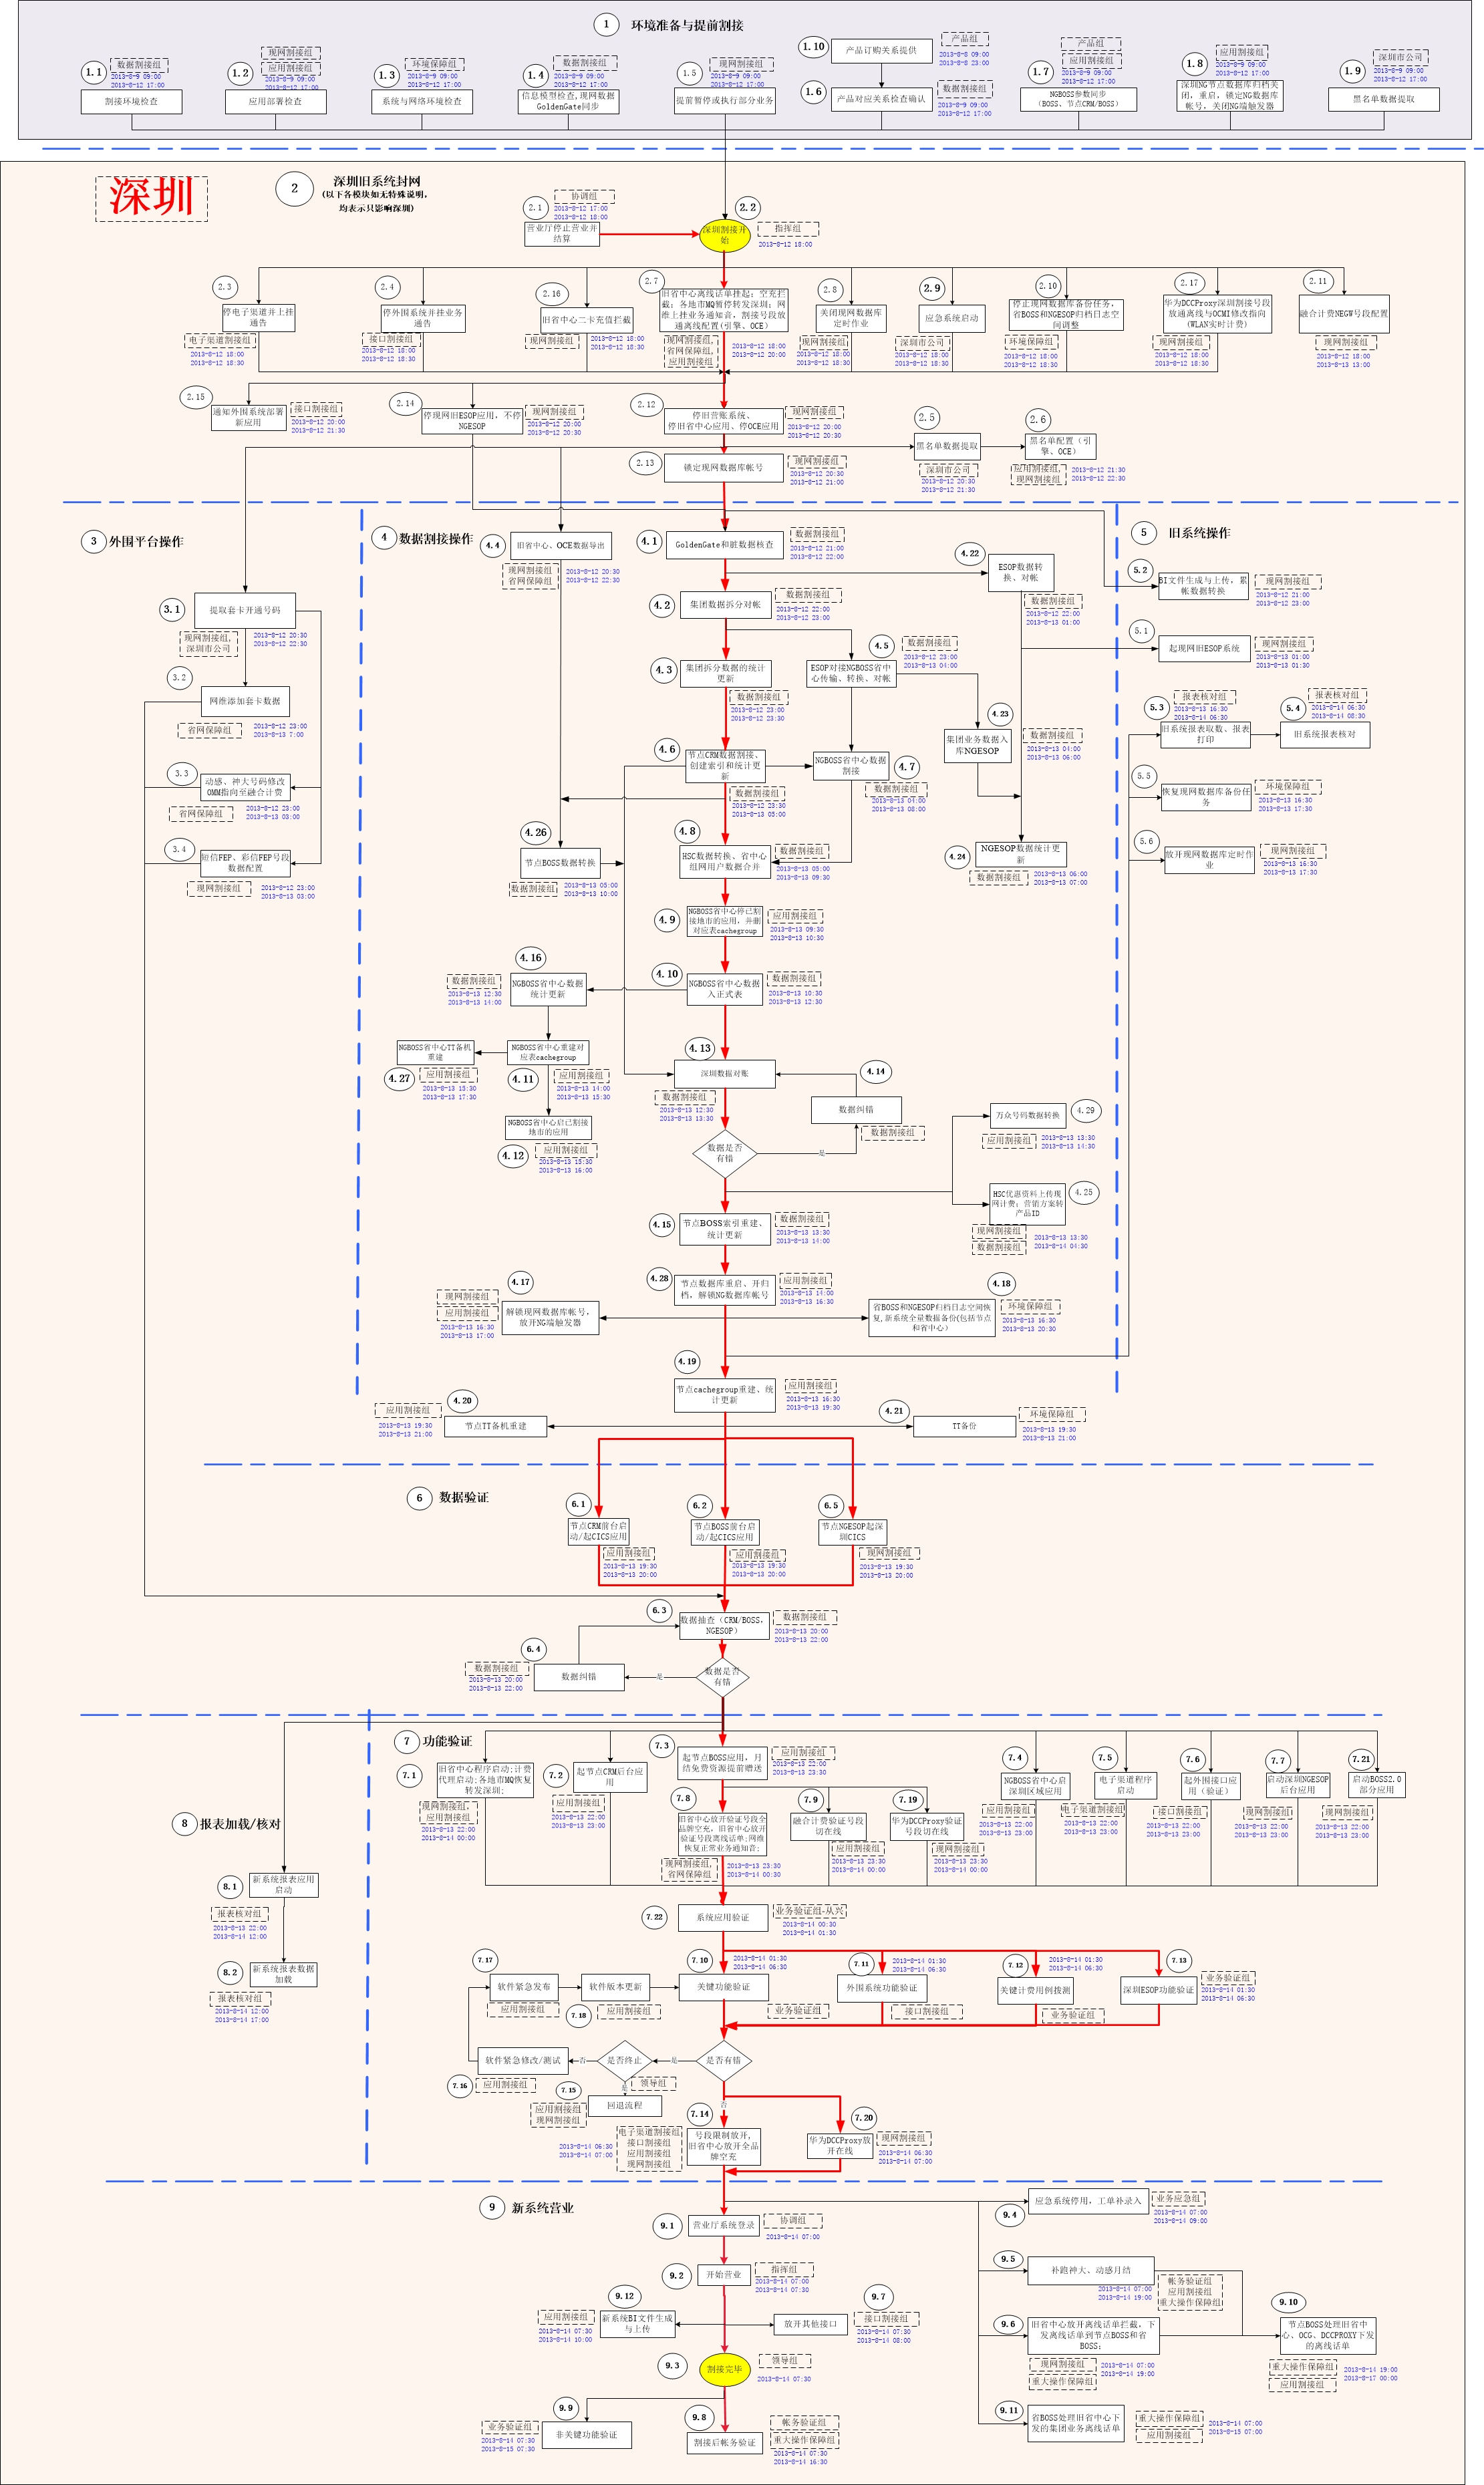 1 环境准备与提前割接
1.1 数据割接组
2013-8-9 09:00
2013-8-12 17:00
割接环境检查
1.2 现网割接组
应用割接组
2013-8-9 09:00
2013-8-12 17:00
应用部署检查
1.3 环境保障组
2013-8-9 09:00
2013-8-12 17:00
系统与网络环境检查
1.4 数据割接组
2013-8-9 09:00
2013-8-12 17:00
信息模型检查,现网数据
GoldenGate同步
1.5 现网割接组
2013-8-9 09:00
2013-8-12 17:00
提前暂停或执行部分业务
1.10 产品订购关系提供
产品组
2013-8-8 09:00
2013-8-8 23:00
1.6 产品对应关系检查确认
数据割接组
2013-8-9 09:00
2013-8-12 17:00
1.7 产品组
应用割接组
2013-8-9 09:00
2013-8-12 17:00
NGBOSS参数同步
(BOSS、节点CRM/BOSS)
1.8 应用割接组
2013-8-9 09:00
2013-8-12 17:00
深圳NG节点数据库归档关
闭，重启，锁定NG数据库
帐号，关闭NG端触发器
1.9 深圳市公司
2013-8-9 09:00
2013-8-12 17:00
黑名单数据提取
深圳
2 深圳旧系统封网
(以下各模块如无特殊说明，
均表示只影响深圳)
2.1 协调组
2013-8-12 17:00
2013-8-12 18:00
营业厅停止营业并
结算
2.2 深圳割接开
始
指挥组
2013-8-12 18:00
2.3 停电子渠道并上挂
通告
电子渠道割接组
2013-8-12 18:00
2013-8-12 18:30
2.4 停外围系统并挂业务
通告
接口割接组
2013-8-12 18:00
2013-8-12 18:30
2.16 旧省中心二卡充值拦截
现网割接组
2013-8-12 18:00
2013-8-12 18:30
2.7 旧省中心离线话单挂起；空充拦
截；各地市MQ暂停转发深圳；网
维上挂业务通知音，割接号段放
通离线配置(引擎、OCE)
现网割接组,
省网保障组,
应用割接组
2013-8-12 18:00
2013-8-12 20:00
2.8 关闭现网数据库
定时作业
现网割接组
2013-8-12 18:00
2013-8-12 18:30
2.9 应急系统启动
深圳市公司
2013-8-12 18:00
2013-8-12 18:30
2.10 停止现网数据库备份任务，
省BOSS和NGESOP归档日志空
间调整
环境保障组
2013-8-12 18:00
2013-8-12 18:30
2.17 华为DCCProxy深圳割接号段
放通离线与OCMI修改指向
(WLAN实时计费)
现网割接组
2013-8-12 18:00
2013-8-12 18:30
2.11 融合计费NEGW号段配置
现网割接组
2013-8-12 18:00
2013-8-13 13:00
2.15 通知外围系统部署
新应用
接口割接组
2013-8-12 20:00
2013-8-12 21:30
2.14 停现网旧ESOP应用，不停
NGESOP
现网割接组
2013-8-12 20:00
2013-8-12 20:30
2.12 停旧营账系统、
停旧省中心应用、停OCE应用
现网割接组
2013-8-12 20:00
2013-8-12 20:30
2.5 黑名单数据提取
深圳市公司
2013-8-12 20:30
2013-8-12 21:30
2.6 黑名单配置（引
擎、OCE）
应用割接组,
现网割接组
2013-8-12 21:30
2013-8-12 22:30
2.13 锁定现网数据库帐号
现网割接组
2013-8-12 20:30
2013-8-12 21:00
3 外围平台操作
3.1 提取套卡开通号码
现网割接组,
深圳市公司
2013-8-12 20:30
2013-8-12 22:30
3.2 网维添加套卡数据
省网保障组
2013-8-12 23:00
2013-8-13 7:00
3.3 动感、神大号码修改
OMM指向至融合计费
省网保障组
2013-8-12 23:00
2013-8-13 03:00
3.4 短信FEP、彩信FEP号段
数据配置
现网割接组
2013-8-12 23:00
2013-8-13 03:00
4 数据割接操作
4.4 旧省中心、OCE数据导出
现网割接组
省网保障组
2013-8-12 20:30
2013-8-12 22:30
4.1 GoldenGate和脏数据核查
数据割接组
2013-8-12 21:00
2013-8-12 22:00
4.22 ESOP数据转
换、对帐
数据割接组
2013-8-12 22:00
2013-8-13 01:00
4.2 集团数据拆分对帐
数据割接组
2013-8-12 22:00
2013-8-12 23:00
4.3 集团拆分数据的统计
更新
数据割接组
2013-8-12 23:00
2013-8-12 23:30
4.5 ESOP对接NGBOSS省中
心传输、转换、对帐
数据割接组
2013-8-12 23:00
2013-8-13 04:00
4.23 集团业务数据入
库NGESOP
数据割接组
2013-8-13 04:00
2013-8-13 06:00
4.6 节点CRM数据割接、
创建索引和统计更
新
数据割接组
2013-8-12 23:30
2013-8-13 05:00
NGBOSS省中心数据
割接
4.7 数据割接组
2013-8-13 04:00
2013-8-13 08:00
4.26 节点BOSS数据转换
数据割接组
2013-8-13 05:00
2013-8-13 10:00
4.8 HSC数据转换、省中心
组网用户数据合并
数据割接组
2013-8-13 05:00
2013-8-13 09:30
4.24 NGESOP数据统计更
新
数据割接组
2013-8-13 06:00
2013-8-13 07:00
4.9 NGBOSS省中心停已割
接地市的应用，并删
对应表cachegroup
应用割接组
2013-8-13 09:30
2013-8-13 10:30
4.16 NGBOSS省中心数据
统计更新
数据割接组
2013-8-13 12:30
2013-8-13 14:00
4.10 NGBOSS省中心数据
入正式表
数据割接组
2013-8-13 10:30
2013-8-13 12:30
NGBOSS省中心TT备机
重建
4.27 应用割接组
2013-8-13 15:30
2013-8-13 17:30
NGBOSS省中心重建对
应表cachegroup
4.11 应用割接组
2013-8-13 14:00
2013-8-13 15:30
NGBOSS省中心启已割接
地市的应用
4.12 应用割接组
2013-8-13 15:30
2013-8-13 16:00
4.13 深圳数据对账
数据割接组
2013-8-13 12:30
2013-8-13 13:30
4.14 数据纠错
数据割接组
数据是否
有错
是
万众号码数据转换
4.29 应用割接组
2013-8-13 13:30
2013-8-13 14:30
HSC优惠资料上传现
网计费；营销方案转
产品ID
4.25 现网割接组
数据割接组
2013-8-13 13:30
2013-8-14 04:30
4.15 节点BOSS索引重建、
统计更新
数据割接组
2013-8-13 13:30
2013-8-13 14:00
4.28 节点数据库重启、开归
档，解锁NG数据库帐号
应用割接组
2013-8-13 14:00
2013-8-13 16:30
4.17 现网割接组
应用割接组
2013-8-13 16:30
2013-8-13 17:00
解锁现网数据库帐号，
放开NG端触发器
4.18 省BOSS和NGESOP归档日志空间恢
复,新系统全量数据备份(包括节点
和省中心)
环境保障组
2013-8-13 16:30
2013-8-13 20:30
4.19 节点cachegroup重建、统
计更新
应用割接组
2013-8-13 16:30
2013-8-13 19:30
4.20 应用割接组
2013-8-13 19:30
2013-8-13 21:00
节点TT备机重建
4.21 TT备份
环境保障组
2013-8-13 19:30
2013-8-13 21:00
5 旧系统操作
5.2 BI文件生成与上传，累
帐数据转换
现网割接组
2013-8-12 21:00
2013-8-12 23:00
5.1 起现网旧ESOP系统
现网割接组
2013-8-13 01:00
2013-8-13 01:30
5.3 报表核对组
2013-8-13 16:30
2013-8-14 06:30
旧系统报表取数、报表
打印
5.4 报表核对组
2013-8-14 06:30
2013-8-14 08:30
旧系统报表核对
5.5 恢复现网数据库备份任
务
环境保障组
2013-8-13 16:30
2013-8-13 17:30
5.6 放开现网数据库定时作
业
现网割接组
2013-8-13 16:30
2013-8-13 17:30
6 数据验证
6.1 节点CRM前台启
动/起CICS应用
应用割接组
2013-8-13 19:30
2013-8-13 20:00
6.2 节点BOSS前台启
动/起CICS应用
应用割接组
2013-8-13 19:30
2013-8-13 20:00
6.5 节点NGESOP起深
圳CICS
现网割接组
2013-8-13 19:30
2013-8-13 20:00
6.3 数据抽查（CRM/BOSS,
NGESOP）
数据割接组
2013-8-13 20:00
2013-8-13 22:00
6.4 数据割接组
2013-8-13 20:00
2013-8-13 22:00
数据纠错
是
数据是否
有错
7 功能验证
7.1 旧省中心程序启动;计费
代理启动;各地市MQ恢复
转发深圳;
现网割接组,
应用割接组
2013-8-13 22:00
2013-8-14 00:00
7.2 起节点CRM后台应
用
应用割接组
2013-8-13 22:00
2013-8-13 23:00
7.3 起节点BOSS应用，月
结免费资源提前赠送
应用割接组
2013-8-13 22:00
2013-8-13 23:30
7.4 NGBOSS省中心启
深圳区域应用
应用割接组
2013-8-13 22:00
2013-8-13 23:00
7.5 电子渠道程序
启动
电子渠道割接组
2013-8-13 22:00
2013-8-13 23:00
7.6 起外围接口应
用（验证）
接口割接组
2013-8-13 22:00
2013-8-13 23:00
7.7 启动深圳NGESOP
后台应用
现网割接组
2013-8-13 22:00
2013-8-13 23:00
7.21 启动BOSS2.0
部分应用
现网割接组
2013-8-13 22:00
2013-8-13 23:00
7.8 旧省中心放开验证号段全
品牌空充，旧省中心放开
验证号段离线话单;网维
恢复正常业务通知音;
现网割接组,
省网保障组
2013-8-13 23:30
2013-8-14 00:30
7.9 融合计费验证号段
切在线
应用割接组
2013-8-13 23:30
2013-8-14 00:00
7.19 华为DCCProxy验证
号段切在线
现网割接组
2013-8-13 23:30
2013-8-14 00:00
7.22 系统应用验证
业务验证组-从兴
2013-8-14 00:30
2013-8-14 01:30
7.17 软件紧急发布
应用割接组
软件版本更新
7.18 应用割接组
7.10 关键功能验证
2013-8-14 01:30
2013-8-14 06:30
业务验证组
7.11 外围系统功能验证
2013-8-14 01:30
2013-8-14 06:30
接口割接组
7.12 关键计费用例拨测
2013-8-14 01:30
2013-8-14 06:30
业务验证组
7.13 深圳ESOP功能验证
业务验证组
2013-8-14 01:30
2013-8-14 06:30
软件紧急修改/测试
7.16 应用割接组
否
是否终止
领导组
是
是
是否有错
否
7.15 回退流程
应用割接组
现网割接组
7.14 号段限制放开,
旧省中心放开全品
牌空充
电子渠道割接组
接口割接组
应用割接组
现网割接组
2013-8-14 06:30
2013-8-14 07:00
7.20 华为DCCProxy放
开在线
现网割接组
2013-8-14 06:30
2013-8-14 07:00
8 报表加载/核对
8.1 新系统报表应用
启动
报表核对组
2013-8-13 22:00
2013-8-14 12:00
8.2 新系统报表数据
加载
报表核对组
2013-8-14 12:00
2013-8-14 17:00
9 新系统营业
9.1 营业厅系统登录
协调组
2013-8-14 07:00
9.2 开始营业
指挥组
2013-8-14 07:00
2013-8-14 07:30
9.12 应用割接组
2013-8-14 07:30
2013-8-14 10:00
新系统BI文件生成
与上传
9.7 放开其他接口
接口割接组
2013-8-14 07:30
2013-8-14 08:00
9.3 割接完毕
领导组
2013-8-14 07:30
9.9 业务验证组
2013-8-14 07:30
2013-8-15 07:30
非关键功能验证
9.8 割接后帐务验证
帐务验证组
重大操作保障组
2013-8-14 07:30
2013-8-14 16:30
9.4 应急系统停用，工单补录入
业务应急组
2013-8-14 07:00
2013-8-14 09:00
9.5 补跑神大、动感月结
2013-8-14 07:00
2013-8-14 19:00
帐务验证组
应用割接组
重大操作保障组
9.6 旧省中心放开离线话单拦截，下
发离线话单到节点BOSS和省
BOSS；
现网割接组
重大操作保障组
2013-8-14 07:00
2013-8-14 19:00
9.10 节点BOSS处理旧省中
心、OCG、DCCPROXY下发
的离线话单
重大操作保障组
应用割接组
2013-8-14 19:00
2013-8-17 00:00
9.11 省BOSS处理旧省中心下
发的集团业务离线话单
重大操作保障组
应用割接组
2013-8-14 07:00
2013-8-15 07:00